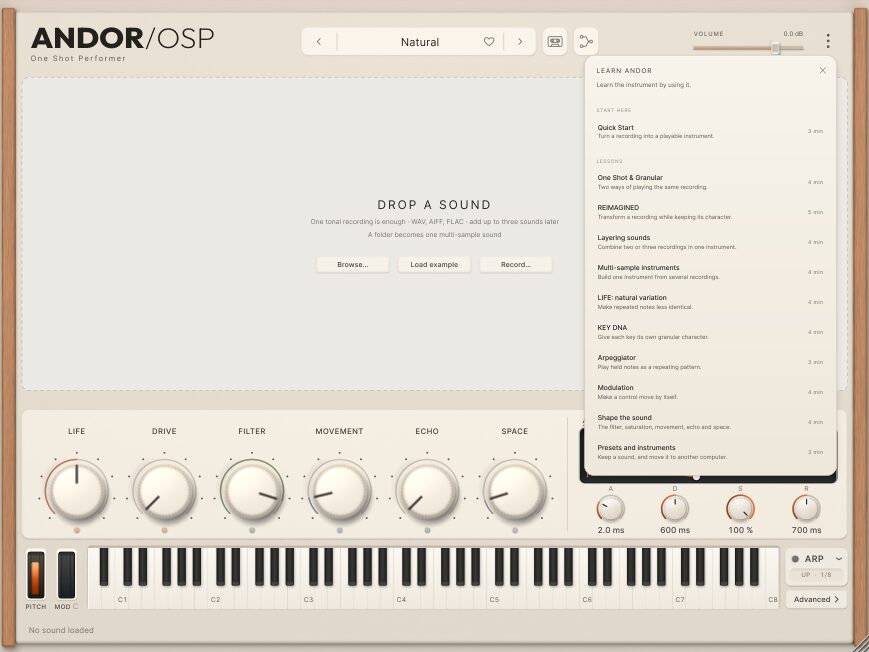 ANDOR/OSP
One Shot Performer
Natural
VOLUME 0.0 dB
LEARN ANDOR
Learn the instrument by using it.
START HERE
Quick Start 3 min
Turn a recording into a playable instrument.
LESSONS
One Shot & Granular 4 min
Two ways of playing the same recording.
REIMAGINED 5 min
Transform a recording while keeping its character.
Layering sounds 4 min
Combine two or three recordings in one instrument.
Multi-sample instruments 4 min
Build one instrument from several recordings.
LIFE: natural variation 4 min
Make repeated notes less identical.
KEY DNA 4 min
Give each key its own granular character.
Arpeggiator 3 min
Play held notes as a repeating pattern.
Modulation 4 min
Make a control move by itself.
Shape the sound 4 min
The filter, saturation, movement, echo and space.
Presets and instruments 3 min
Keep a sound, and move it to another computer.
DROP A SOUND
One tonal recording is enough · WAV, AIFF, FLAC · add up to three sounds later
A folder becomes one multi-sample sound
Browse... Load example Record...
LIFE DRIVE FILTER MOVEMENT ECHO SPACE
A D S R
2.0 ms 600 ms 100 % 700 ms
PITCH MOD C
C1 C2 C3 C4 C5 C6 C7 C8
ARP
UP · 1/8
Advanced
No sound loaded